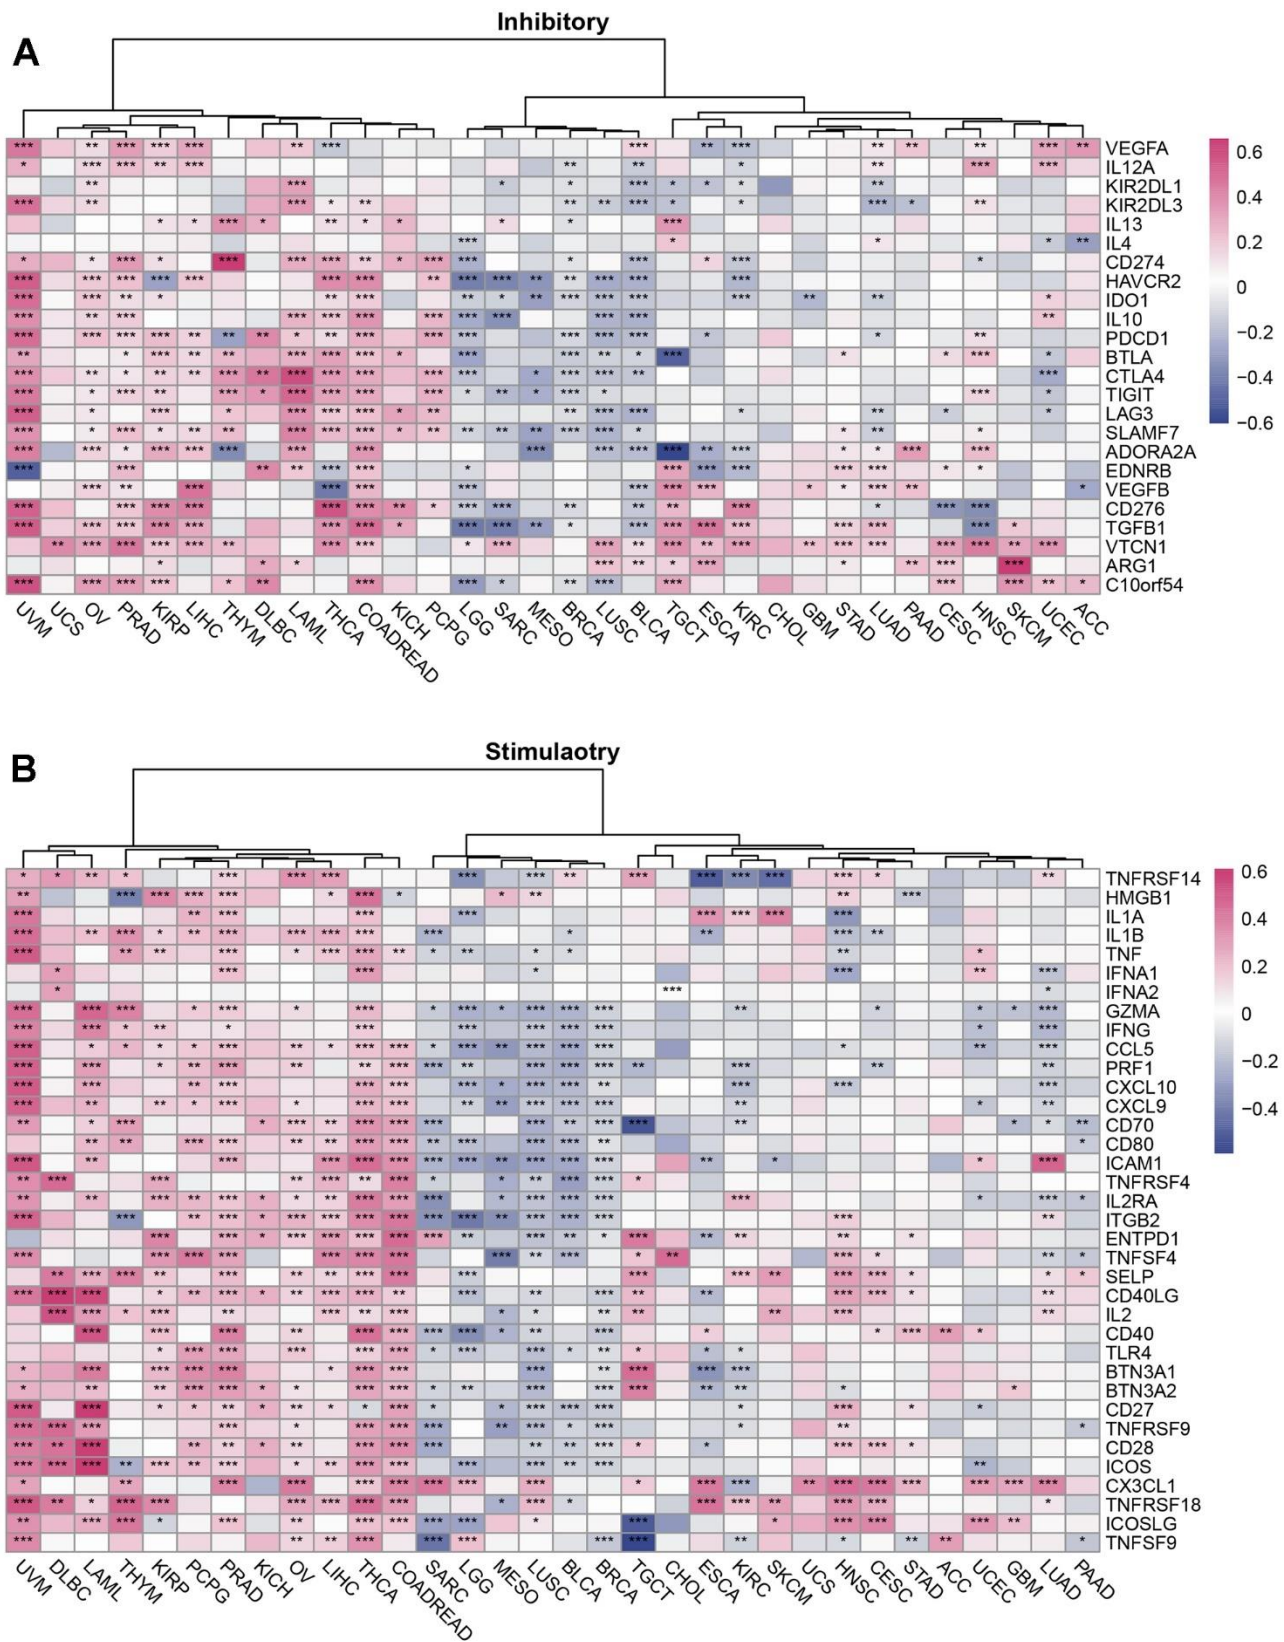 Inhibitory
A
VEGFA
IL12A
KIR2DL1
KIR2DL3
IL13
IL4
CD274
HAVCR2
IDO1
IL10
PDCD1
BTLA
CTLA4
TIGIT
LAG3
SLAMF7
ADORA2A
EDNRB
VEGFB
CD276
TGFB1
VTCN1
ARG1
C10orf54
0.6
0.4
0.2
0
−0.2
−0.4
−0.6
UVM
UCS
OV
PRAD
KIRP
LIHC
THYM
DLBC
LAML
THCA
COADREAD
KICH
PCPG
LGG
SARC
MESO
BRCA
LUSC
BLCA
TGCT
ESCA
KIRC
CHOL
GBM
STAD
LUAD
PAAD
CESC
HNSC
SKCM
UCEC
ACC
Stimulaotry
B
TNFRSF14
HMGB1
IL1A
IL1B
TNF
IFNA1
IFNA2
GZMA
IFNG
CCL5
PRF1
CXCL10
CXCL9
CD70
CD80
ICAM1
TNFRSF4
IL2RA
ITGB2
ENTPD1
TNFSF4
SELP
CD40LG
IL2
CD40
TLR4
BTN3A1
BTN3A2
CD27
TNFRSF9
CD28
ICOS
CX3CL1
TNFRSF18
ICOSLG
TNFSF9
0.6
0.4
0.2
0
−0.2
−0.4
UVM
DLBC
LAML
THYM
KIRP
PCPG
PRAD
KICH
OV
LIHC
THCA
COADREAD
SARC
LGG
MESO
LUSC
BLCA
BRCA
TGCT
CHOL
ESCA
KIRC
SKCM
UCS
HNSC
CESC
STAD
ACC
UCEC
GBM
LUAD
PAAD